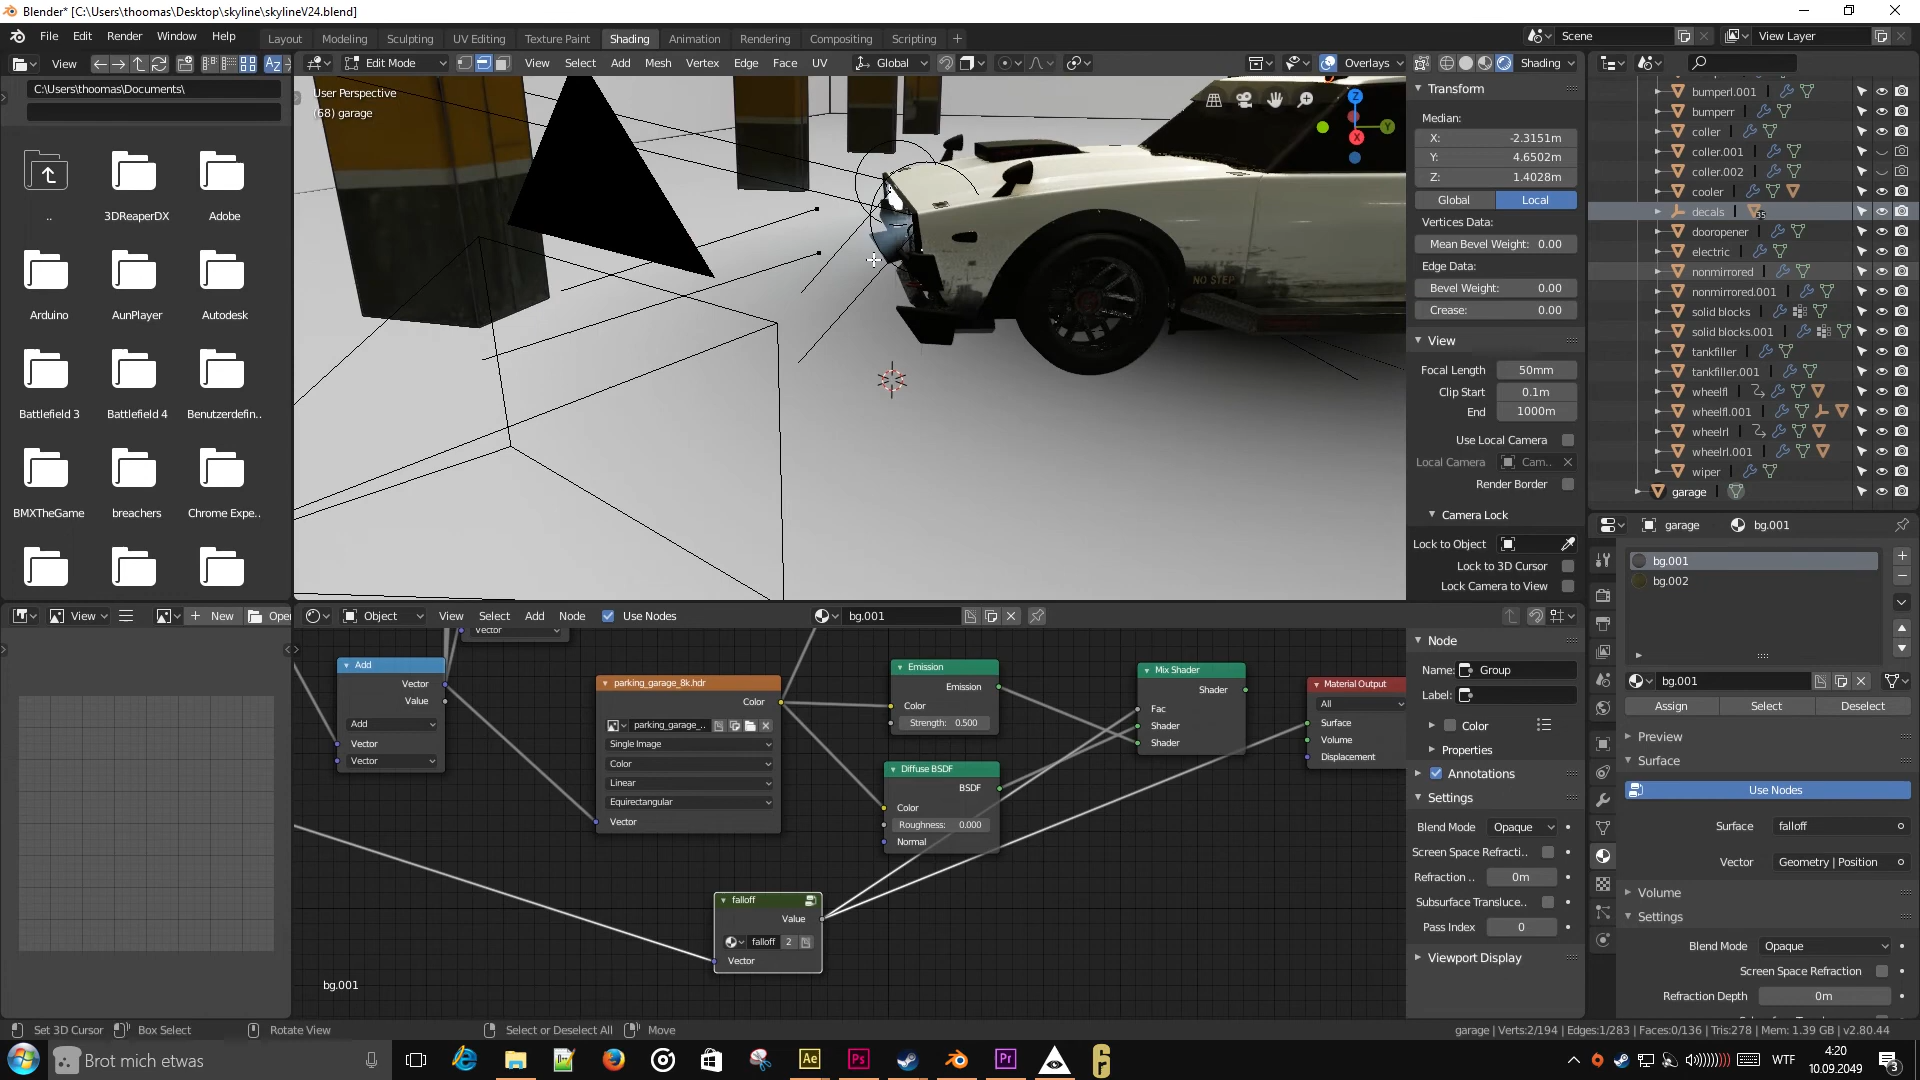 Blender* [C:\Users\thoomas\Desktop\skyline\skylineV24.blend]
File Edit Render Window Help
Layout Modeling Sculpting UV Editing Texture Paint Shading Animation Rendering Compositing Scripting
Scene View Layer
View
Edit Mode View Select Add Mesh Vertex Edge Face UV Global Overlays Shading
C:\Users\thoomas\Documents\
.. 3DReaperDX Adobe
Arduino AunPlayer Autodesk
Battlefield 3 Battlefield 4 Benutzerdefin..
BMXTheGame breachers Chrome Expe..
User Perspective
(68) garage
NO STEP
Z
Y
X
Transform
Median:
X: -2.3151m
Y: 4.6502m
Z: 1.4028m
Global Local
Vertices Data:
Mean Bevel Weight: 0.00
Edge Data:
Bevel Weight: 0.00
Crease: 0.00
View
Focal Length 50mm
Clip Start 0.1m
End 1000m
Use Local Camera
Local Camera Cam..
Render Border
Camera Lock
Lock to Object
Lock to 3D Cursor
Lock Camera to View
bumperl.001
bumperr
coller
coller.001
coller.002
cooler
decals 35
dooropener
electric
nonmirrored
nonmirrored.001
solid blocks
solid blocks.001
tankfiller
tankfiller.001
wheelfl
wheelfl.001
wheelrl
wheelrl.001
wiper
garage
garage bg.001
bg.001
bg.002
bg.001
Assign Select Deselect
Preview
Surface
Use Nodes
Surface falloff
Vector Geometry | Position
Volume
Settings
Blend Mode Opaque
Screen Space Refraction
Refraction Depth 0m
View New Open
Object View Select Add Node Use Nodes bg.001
Vector
Add
Vector
Value
Add
Vector
Vector
parking_garage_8k.hdr
Color
parking_garage_..
Single Image
Color
Linear
Equirectangular
Vector
Emission
Emission
Color
Strength: 0.500
Diffuse BSDF
BSDF
Color
Roughness: 0.000
Normal
Mix Shader
Shader
Fac
Shader
Shader
Material Output
All
Surface
Volume
Displacement
falloff
Value
falloff 2
Vector
bg.001
Node
Name: Group
Label:
Color
Properties
Annotations
Settings
Blend Mode Opaque
Screen Space Refracti..
Refraction .. 0m
Subsurface Transluce..
Pass Index 0
Viewport Display
Set 3D Cursor Box Select Rotate View Select or Deselect All Move
garage | Verts:2/194 | Edges:1/283 | Faces:0/136 | Tris:278 | Mem: 1.39 GB | v2.80.44
Brot mich etwas
Ae Ps Pr 6
WTF
4:20
10.09.2049
3